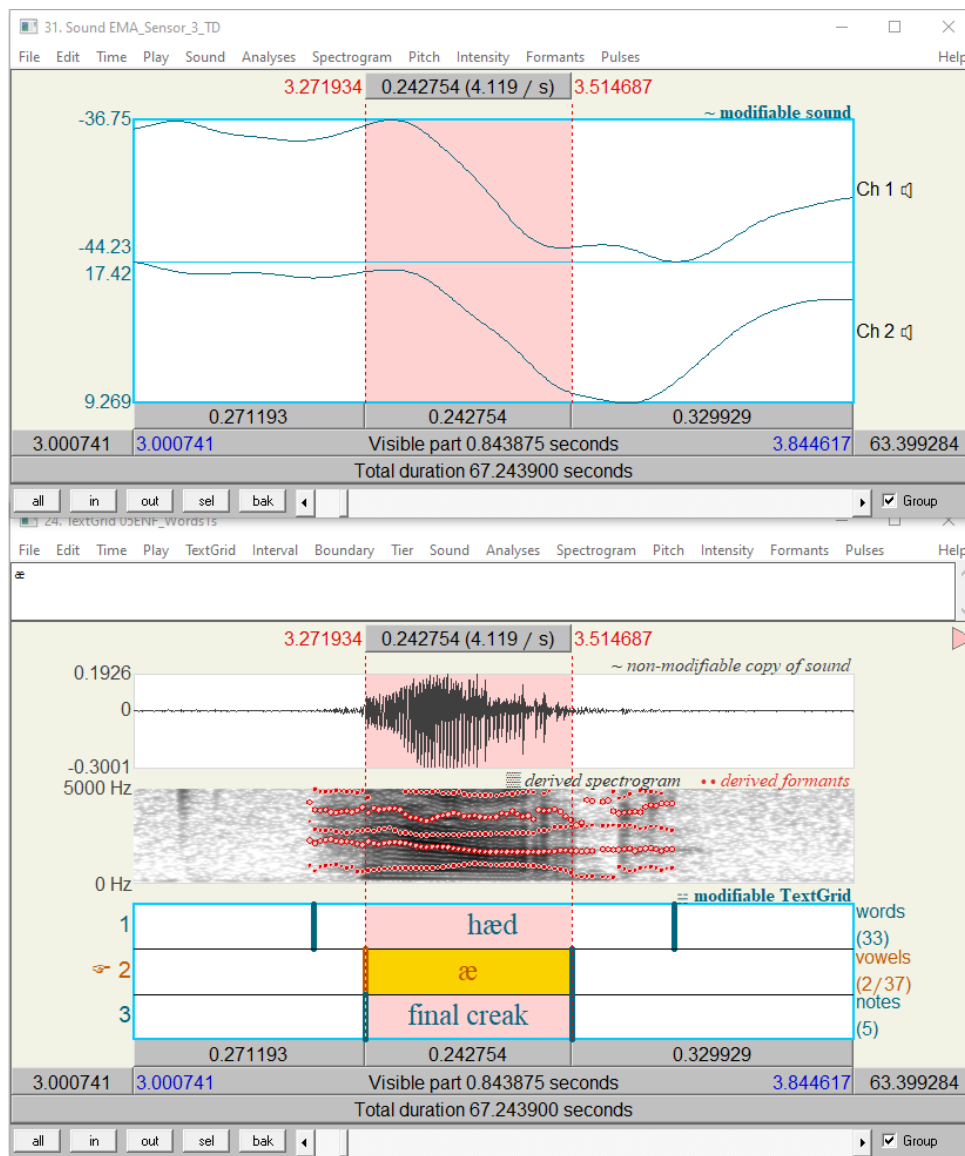 31. Sound EMA_Sensor_3_TD
File Edit Time Play Sound Analyses Spectrogram Pitch Intensity Formants Pulses Help
3.271934 0.242754 (4.119 / s) 3.514687
~ modifiable sound
-36.75
Ch 1
-44.23
17.42
Ch 2
9.269
0.271193 0.242754 0.329929
3.000741 3.000741 Visible part 0.843875 seconds 3.844617 63.399284
Total duration 67.243900 seconds
all in out sel bak Group
24. TextGrid 05ENF_WordsTs
File Edit Time Play TextGrid Interval Boundary Tier Sound Analyses Spectrogram Pitch Intensity Formants Pulses Help
æ
3.271934 0.242754 (4.119 / s) 3.514687
0.1926 ~ non-modifiable copy of sound
0
-0.3001
5000 Hz derived spectrogram •• derived formants
0 Hz
modifiable TextGrid
1 hæd words
(33)
2 æ vowels
(2/37)
3 final creak notes
(5)
0.271193 0.242754 0.329929
3.000741 3.000741 Visible part 0.843875 seconds 3.844617 63.399284
Total duration 67.243900 seconds
all in out sel bak Group